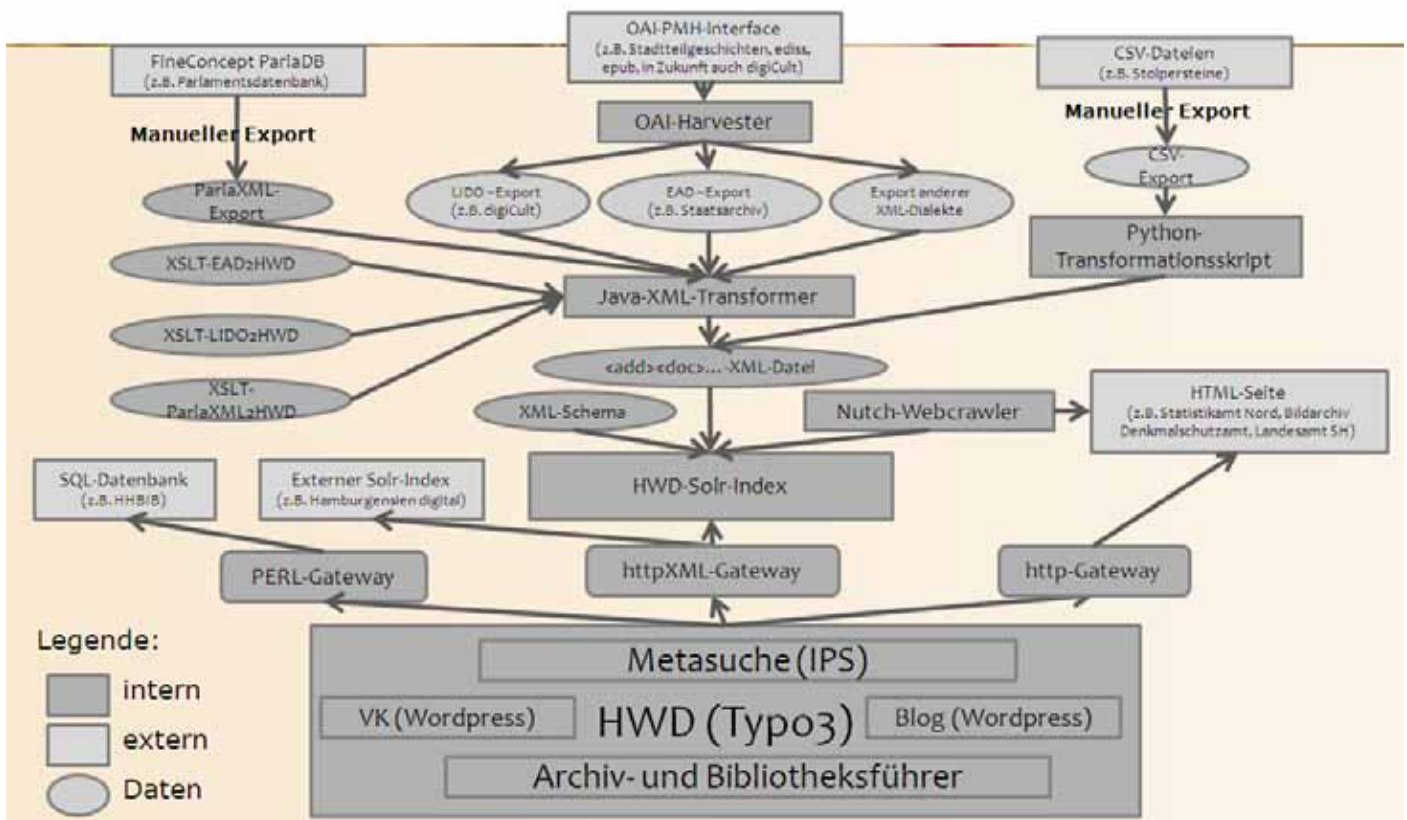 FineConcept ParlaDB
(z.B. Parlamentsdatenbank)
OAI-PMH-Interface
(z.B. Stadtteilgeschichten, ediss,
epub, in Zukunft auch digiCult)
CSV-Dateien
(z.B. Stolpersteine)
Manueller Export
OAI-Harvester
Manueller Export
ParlaXML-
Export
LIDO –Export
(z.B. digiCult)
EAD –Export
(z.B. Staatsarchiv)
Export anderer
XML-Dialekte
CSV-
Export
XSLT-EAD2HWD
Python-
Transformationsskript
Java-XML-Transformer
XSLT-LIDO2HWD
<add><doc>... -XML-Datei
XSLT-
ParlaXML2HWD
XML-Schema
Nutch-Webcrawler
HTML-Seite
(z.B. Statistikamt Nord, Bildarchiv
Denkmalschutzamt, Landesamt SH)
SQL-Datenbank
(z.B. HHBIB)
Externer Solr-Index
(z.B. Hamburgensien digital)
HWD-Solr-Index
PERL-Gateway
httpXML-Gateway
http-Gateway
Legende:
intern
extern
Daten
Metasuche (IPS)
VK (Wordpress)
HWD (Typo3)
Blog (Wordpress)
Archiv- und Bibliotheksführer